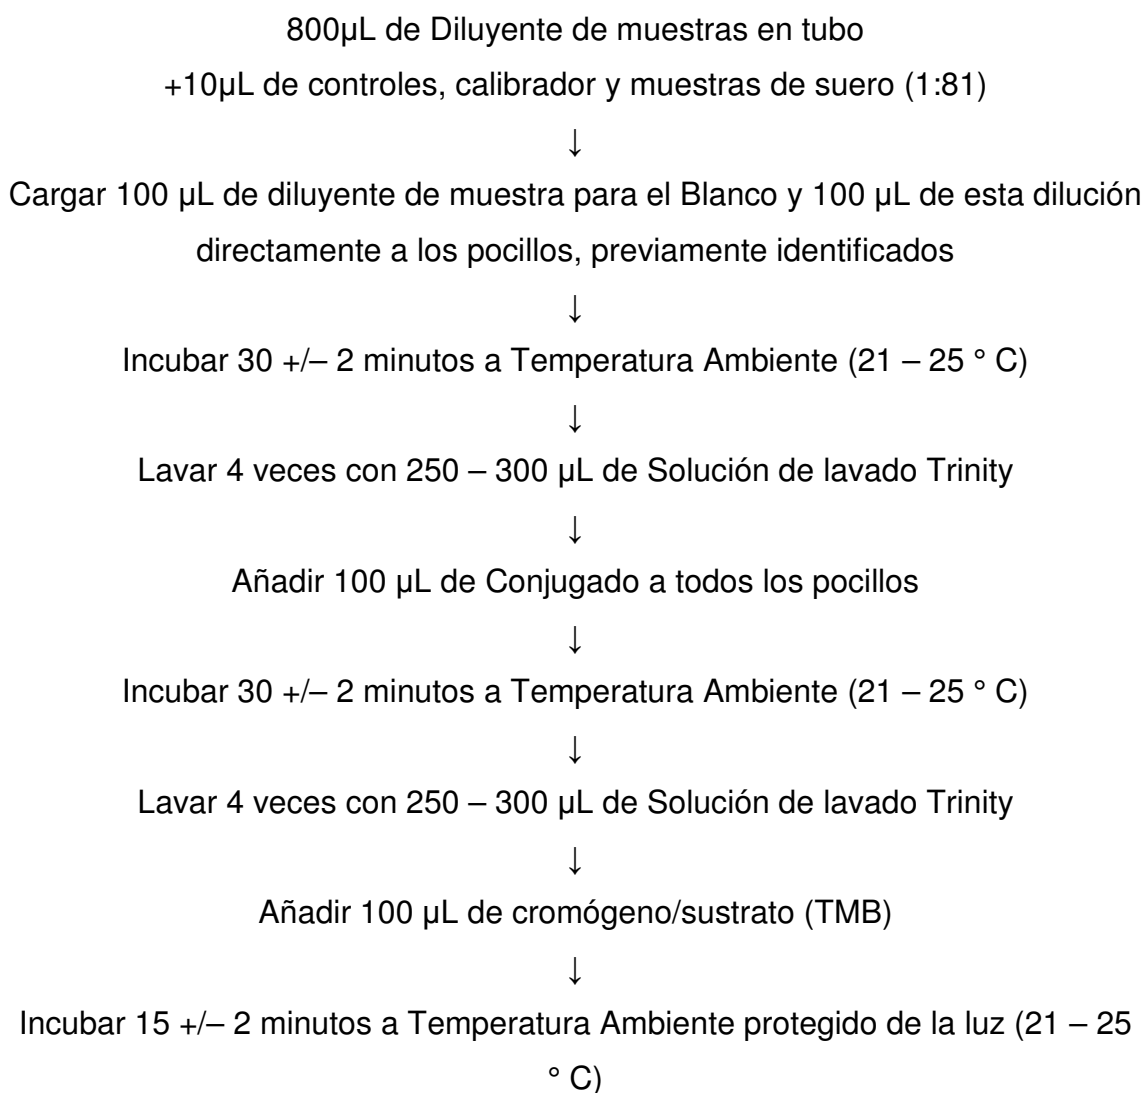 800µL de Diluyente de muestras en tubo
+10µL de controles, calibrador y muestras de suero (1:81)
↓
Cargar 100 µL de diluyente de muestra para el Blanco y 100 µL de esta dilución
directamente a los pocillos, previamente identificados
↓
Incubar 30 +/– 2 minutos a Temperatura Ambiente (21 – 25 ° C)
↓
Lavar 4 veces con 250 – 300 µL de Solución de lavado Trinity
↓
Añadir 100 µL de Conjugado a todos los pocillos
↓
Incubar 30 +/– 2 minutos a Temperatura Ambiente (21 – 25 ° C)
↓
Lavar 4 veces con 250 – 300 µL de Solución de lavado Trinity
↓
Añadir 100 µL de cromógeno/sustrato (TMB)
↓
Incubar 15 +/– 2 minutos a Temperatura Ambiente protegido de la luz (21 – 25
° C)